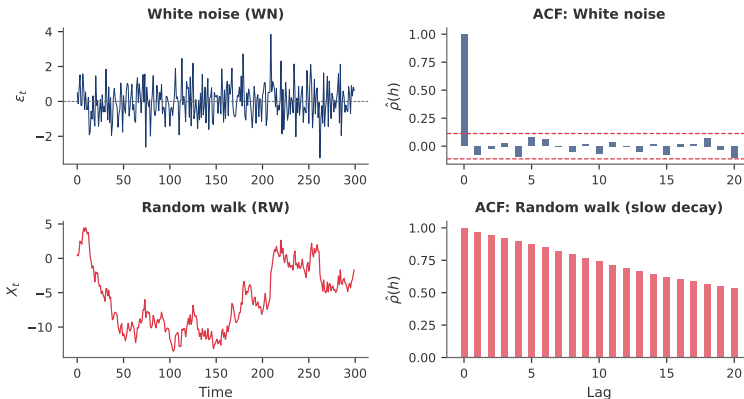 White noise (WN)
4
2
0
−2
εt
0 50 100 150 200 250 300
ACF: White noise
1.00
0.75
0.50
0.25
0.00
ρ̂(h)
0 5 10 15 20
Random walk (RW)
5
0
−5
−10
Xt
0 50 100 150 200 250 300
Time
ACF: Random walk (slow decay)
1.00
0.75
0.50
0.25
0.00
ρ̂(h)
0 5 10 15 20
Lag